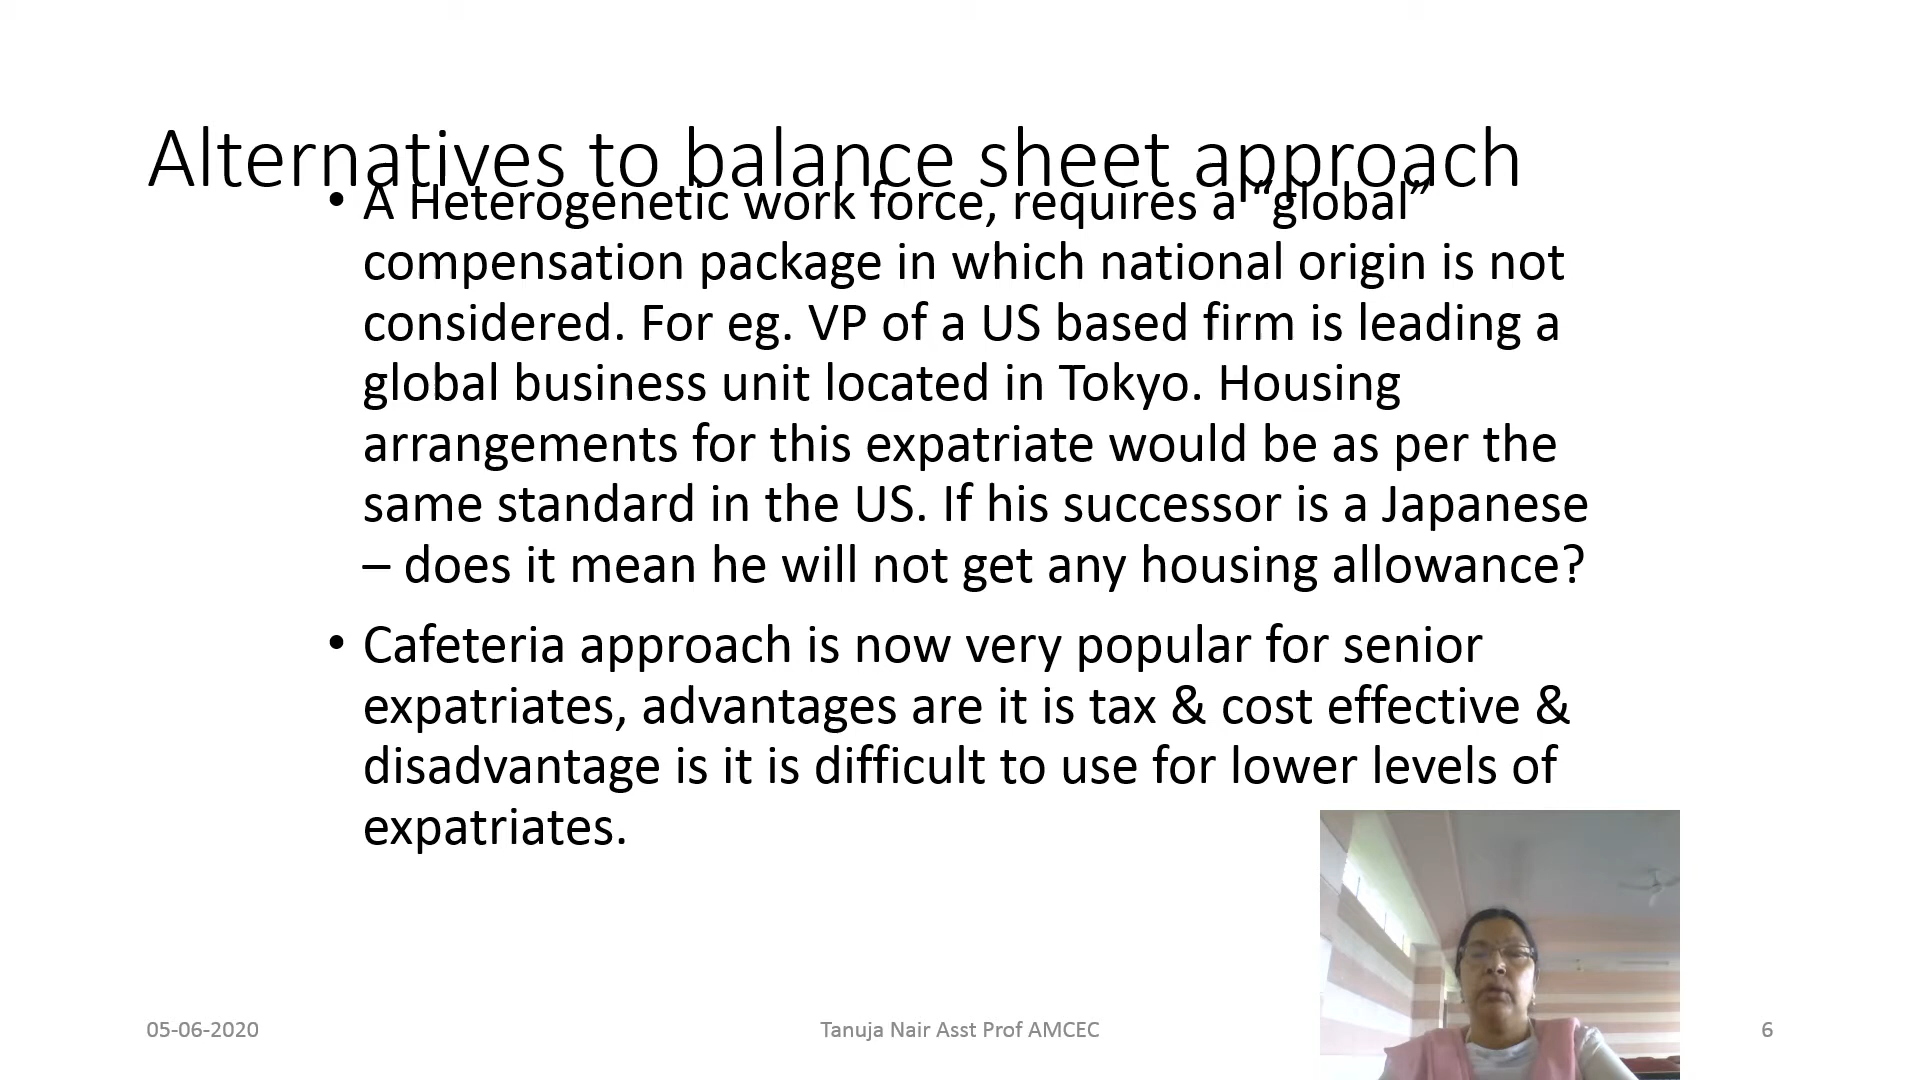 Alternatives to balance sheet approach
• A Heterogenetic work force, requires a “global”
compensation package in which national origin is not
considered. For eg. VP of a US based firm is leading a
global business unit located in Tokyo. Housing
arrangements for this expatriate would be as per the
same standard in the US. If his successor is a Japanese
– does it mean he will not get any housing allowance?
• Cafeteria approach is now very popular for senior
expatriates, advantages are it is tax & cost effective &
disadvantage is it is difficult to use for lower levels of
expatriates.
05-06-2020
Tanuja Nair Asst Prof AMCEC
6